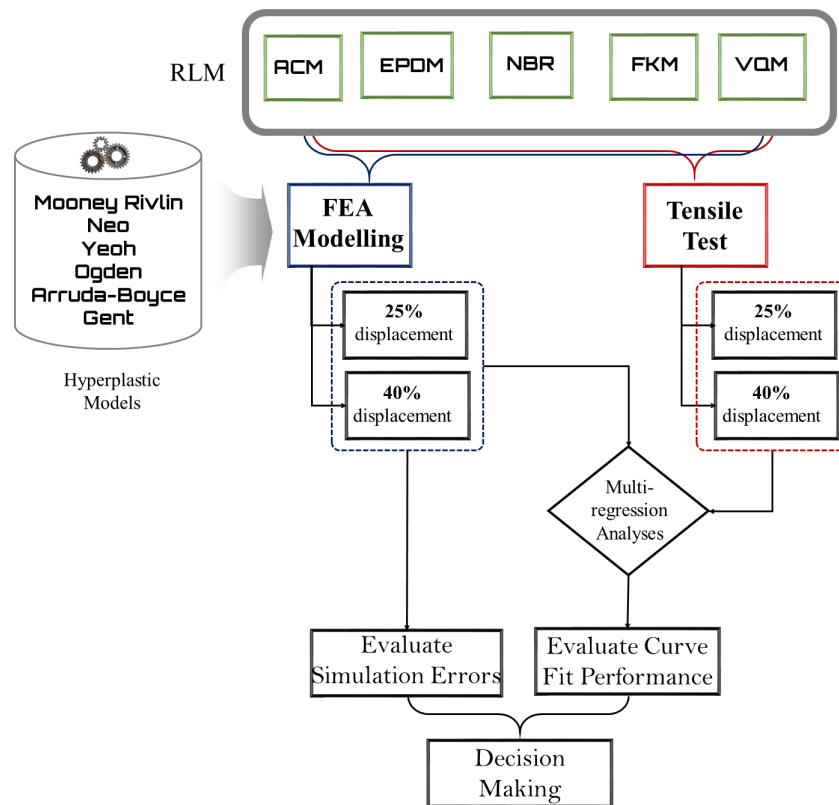 RLM
ACM
EPDM
NBR
FKM
VQM
Mooney Rivlin
Neo
Yeoh
Ogden
Arruda-Boyce
Gent
Hyperplastic
Models
FEA
Modelling
Tensile
Test
25%
displacement
40%
displacement
25%
displacement
40%
displacement
Multi-
regression
Analyses
Evaluate
Simulation Errors
Evaluate Curve
Fit Performance
Decision
Making